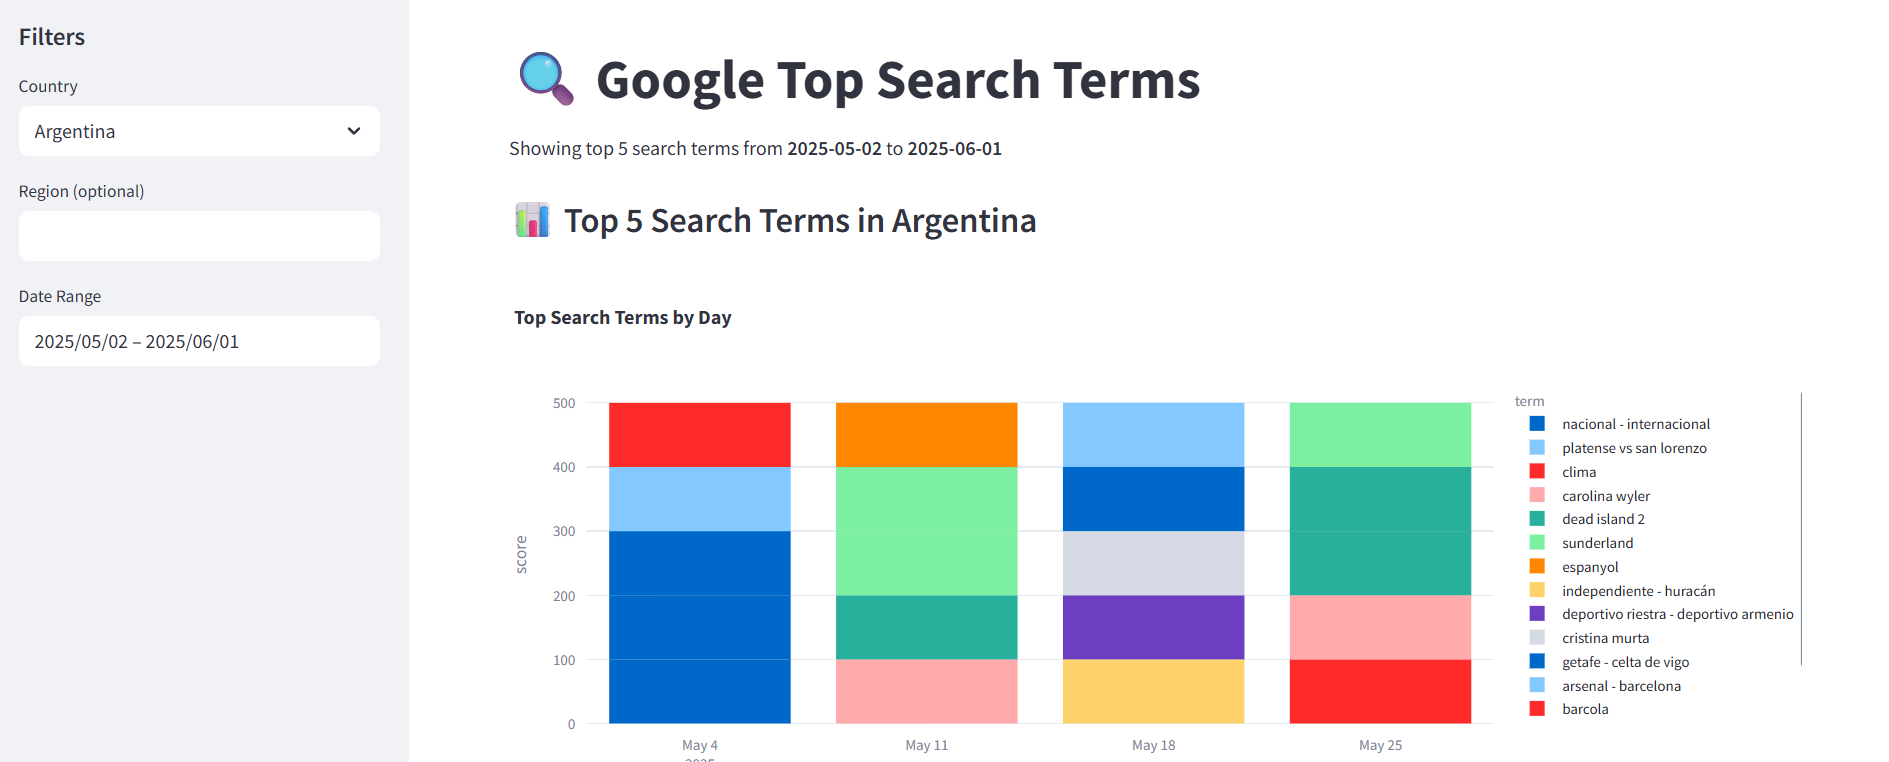 Filters
Country
Argentina
Region (optional)
Date Range
2025/05/02 – 2025/06/01
Google Top Search Terms
Showing top 5 search terms from 2025-05-02 to 2025-06-01
Top 5 Search Terms in Argentina
Top Search Terms by Day
score
500
400
300
200
100
0
May 4
2025
May 11
May 18
May 25
term
nacional - internacional
platense vs san lorenzo
clima
carolina wyler
dead island 2
sunderland
espanyol
independiente - huracán
deportivo riestra - deportivo armenio
cristina murta
getafe - celta de vigo
arsenal - barcelona
barcola